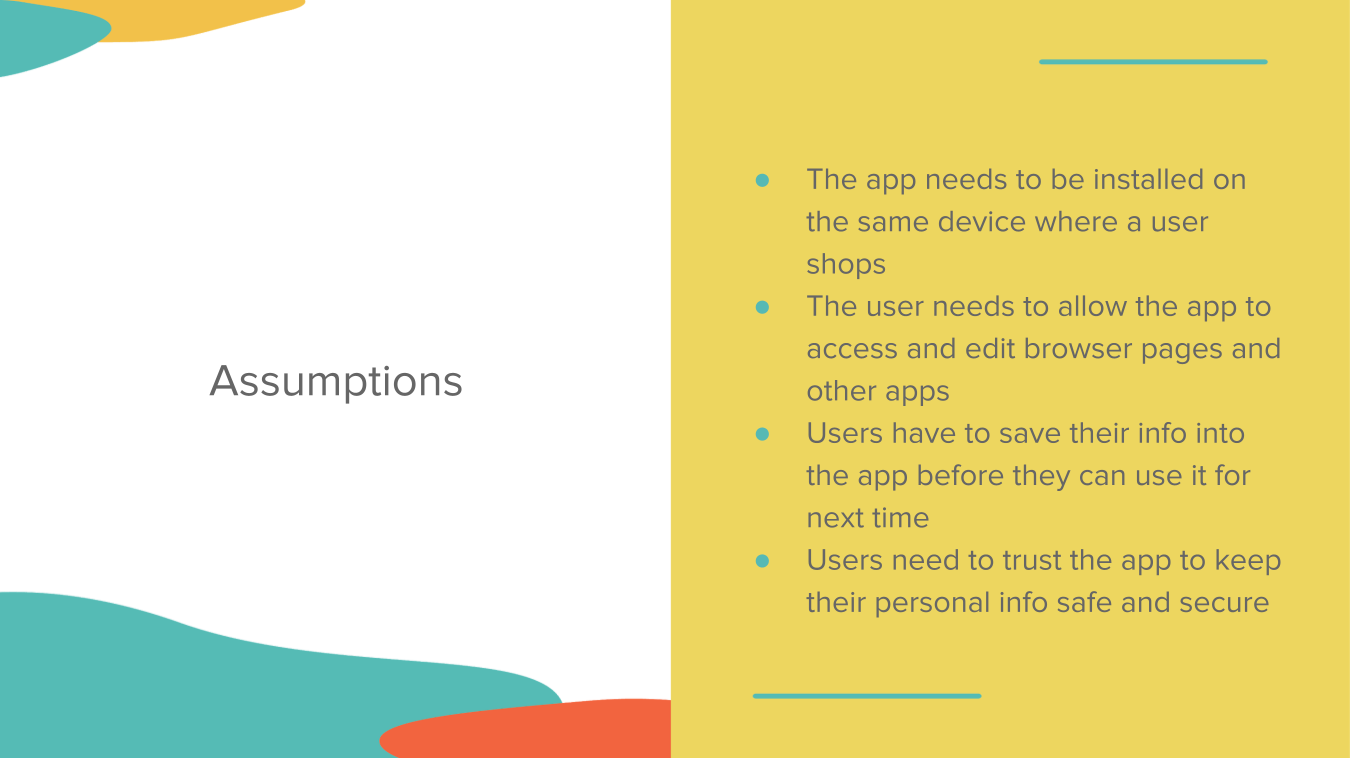 Assumptions
● The app needs to be installed on
the same device where a user
shops
● The user needs to allow the app to
access and edit browser pages and
other apps
● Users have to save their info into
the app before they can use it for
next time
● Users need to trust the app to keep
their personal info safe and secure